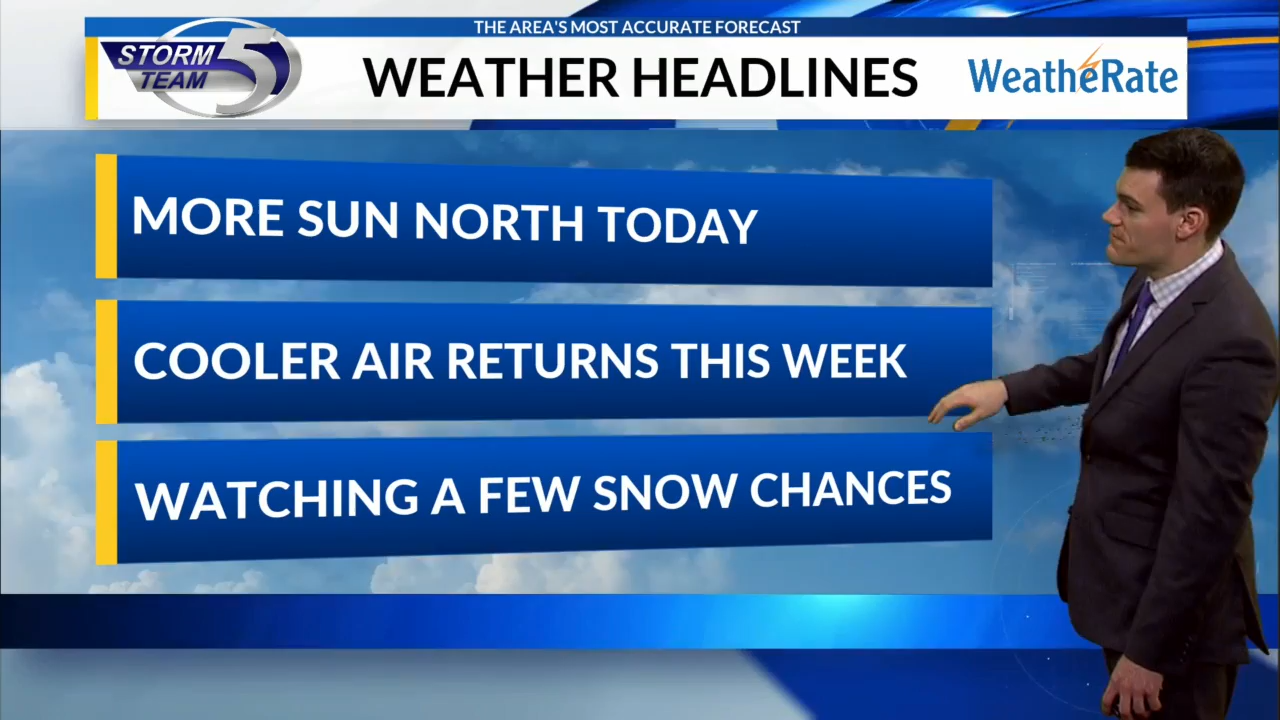 THE AREA'S MOST ACCURATE FORECAST
STORM TEAM 5
WEATHER HEADLINES
WeatheRate
MORE SUN NORTH TODAY
COOLER AIR RETURNS THIS WEEK
WATCHING A FEW SNOW CHANCES